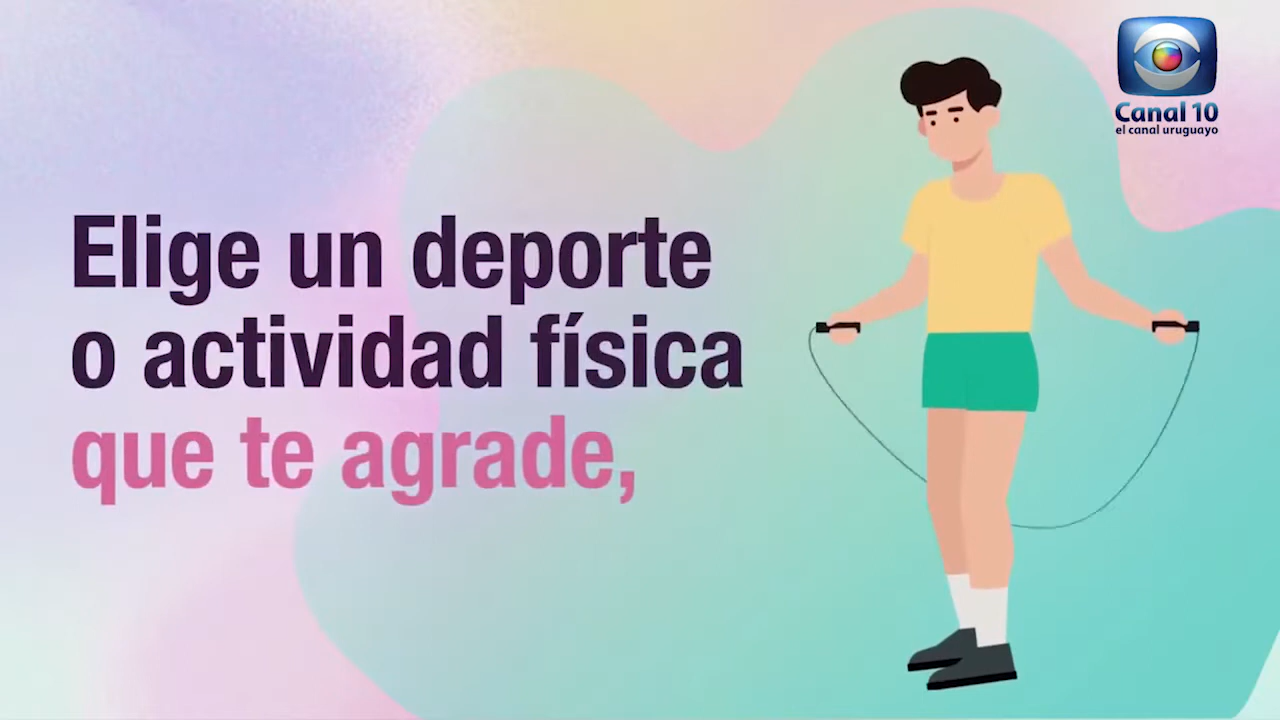 Canal 10
el canal uruguayo
Elige un deporte
o actividad física
que te agrade,